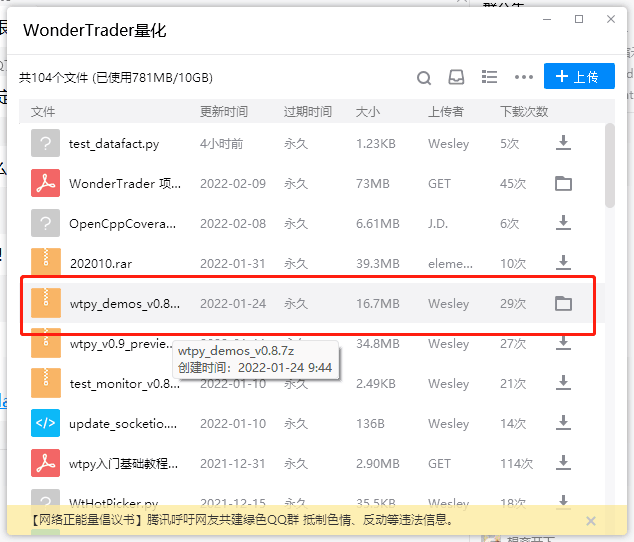 WonderTrader量化
共104个文件 (已使用781MB/10GB)
上传
文件 更新时间 过期时间 大小 上传者 下载次数
test_datafact.py 4小时前 永久 1.23KB Wesley 5次
WonderTrader 项... 2022-02-09 永久 73MB GET 45次
OpenCppCovera... 2022-02-08 永久 6.61MB J.D. 6次
202010.rar 2022-01-31 永久 39.3MB eleme... 10次
wtpy_demos_v0.8... 2022-01-24 永久 16.7MB Wesley 29次
wtpy_v0.9_previe... 永久 34.8MB Wesley 27次
wtpy_demos_v0.8.7z
创建时间：2022-01-24 9:44
test_monitor_v0.8... 2022-01-10 永久 2.49KB Wesley 21次
update_socketio.... 2022-01-10 永久 136B Wesley 14次
wtpy入门基础教程... 2021-12-31 永久 2.90MB GET 114次
WtHotPicker.py 2021-12-31 永久 35.5KB Wesley 18次
【网络正能量倡议书】腾讯呼吁网友共建绿色QQ群 抵制色情、反动等违法信息。